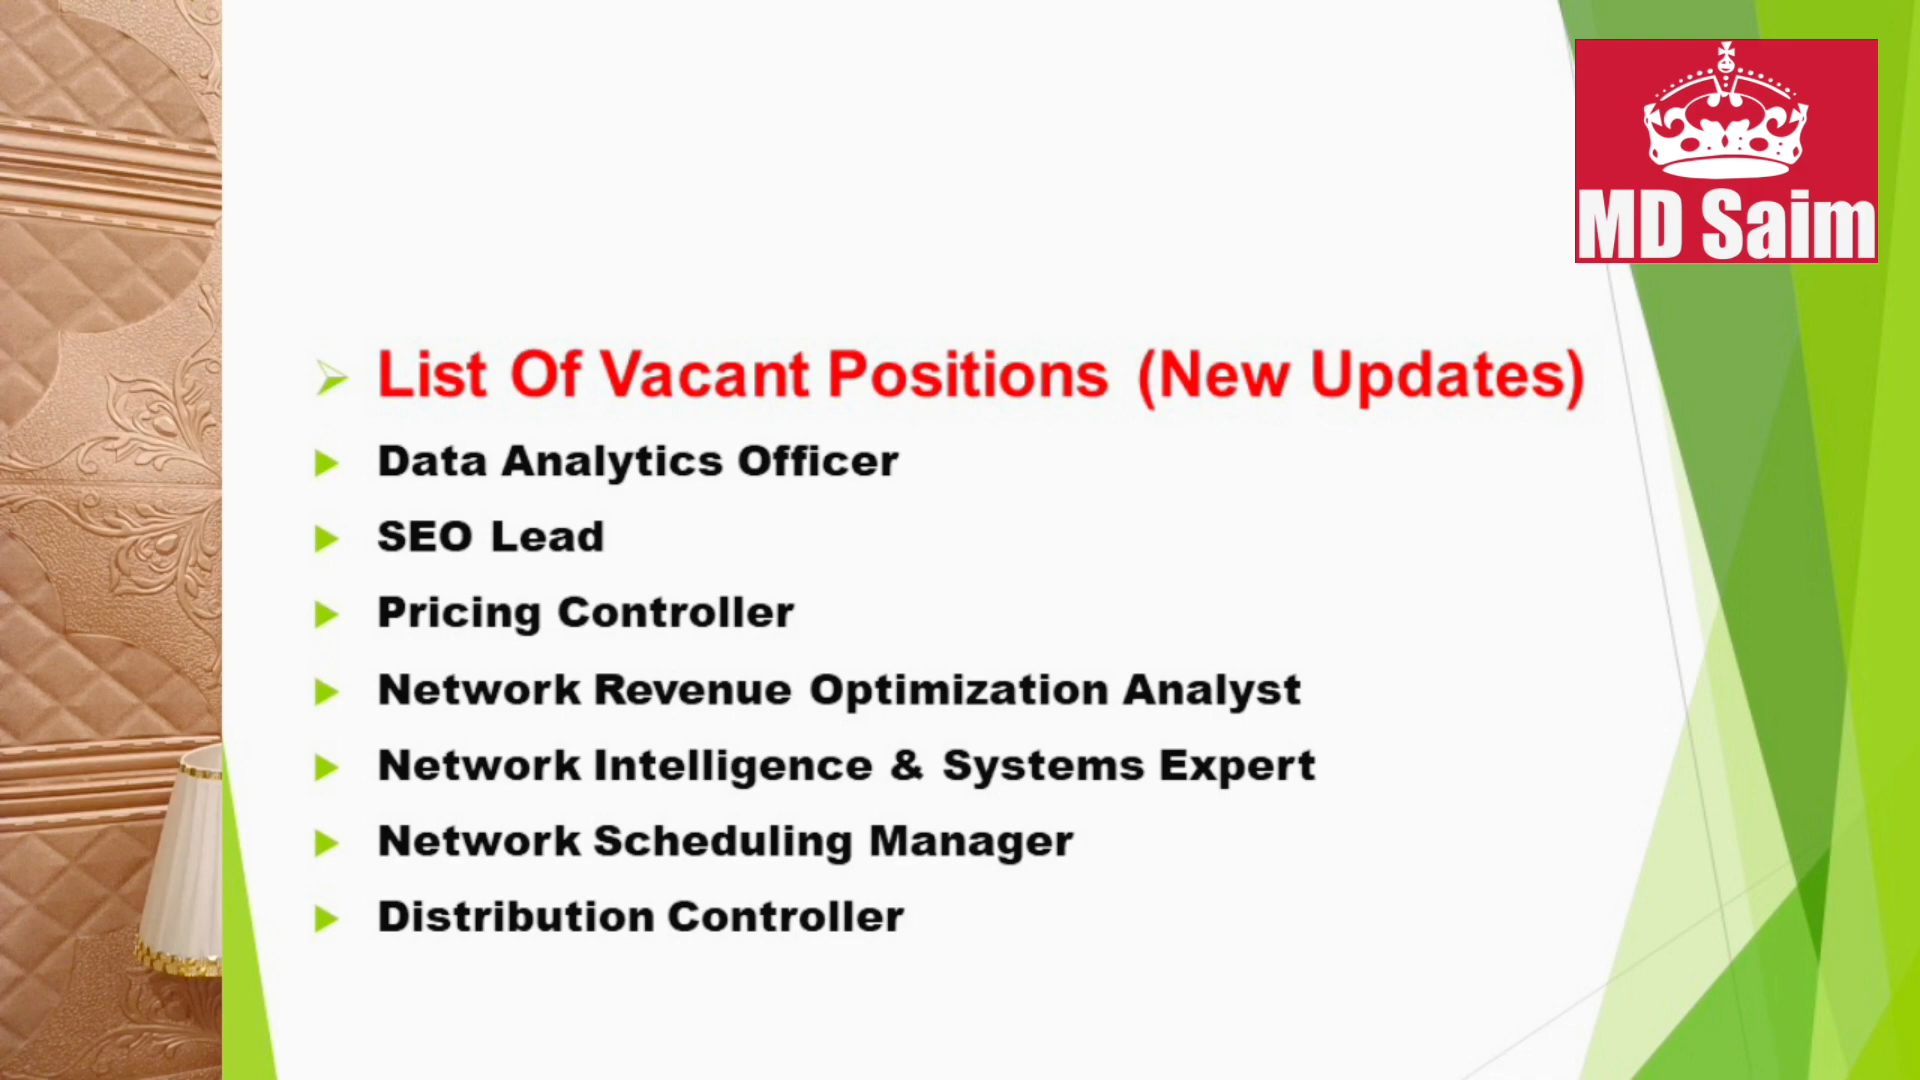 MD Saim
List Of Vacant Positions (New Updates)
Data Analytics Officer
SEO Lead
Pricing Controller
Network Revenue Optimization Analyst
Network Intelligence & Systems Expert
Network Scheduling Manager
Distribution Controller